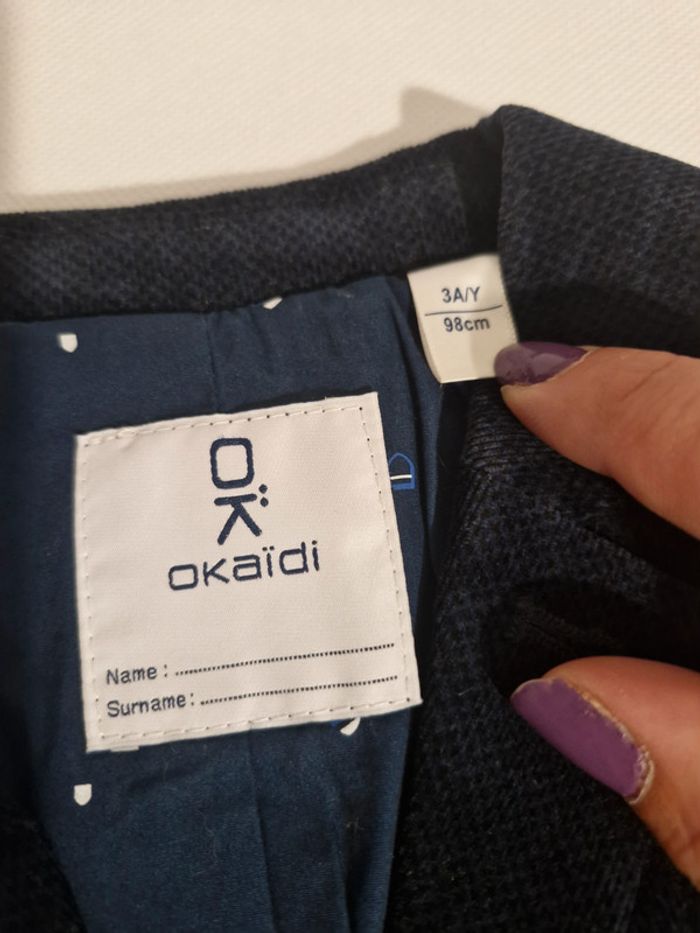 3A/Y
98cm
OK
oKaïdi
Name :
Surname :